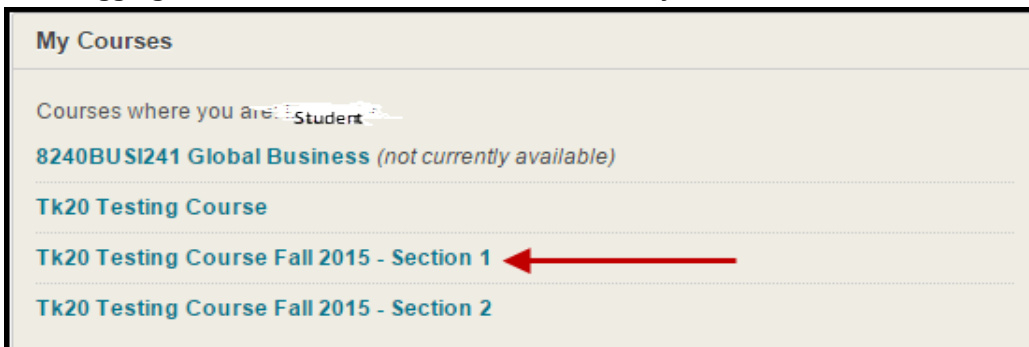 My Courses
Courses where you are: Student
8240BUSI241 Global Business (not currently available)
Tk20 Testing Course
Tk20 Testing Course Fall 2015 - Section 1
Tk20 Testing Course Fall 2015 - Section 2